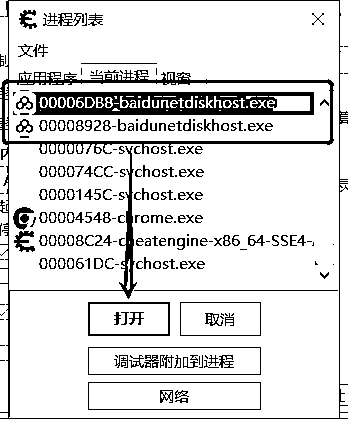 进程列表
文件
应用程序 当前进程 视窗
00006DB8-baidunetdiskhost.exe
00008928-baidunetdiskhost.exe
0000076C-svchost.exe
000074CC-svchost.exe
0000145C-svchost.exe
00004548-chrome.exe
00008C24-cheatengine-x86_64-SSE4-
000061DC-svchost.exe
打开 取消
调试器附加到进程
网络